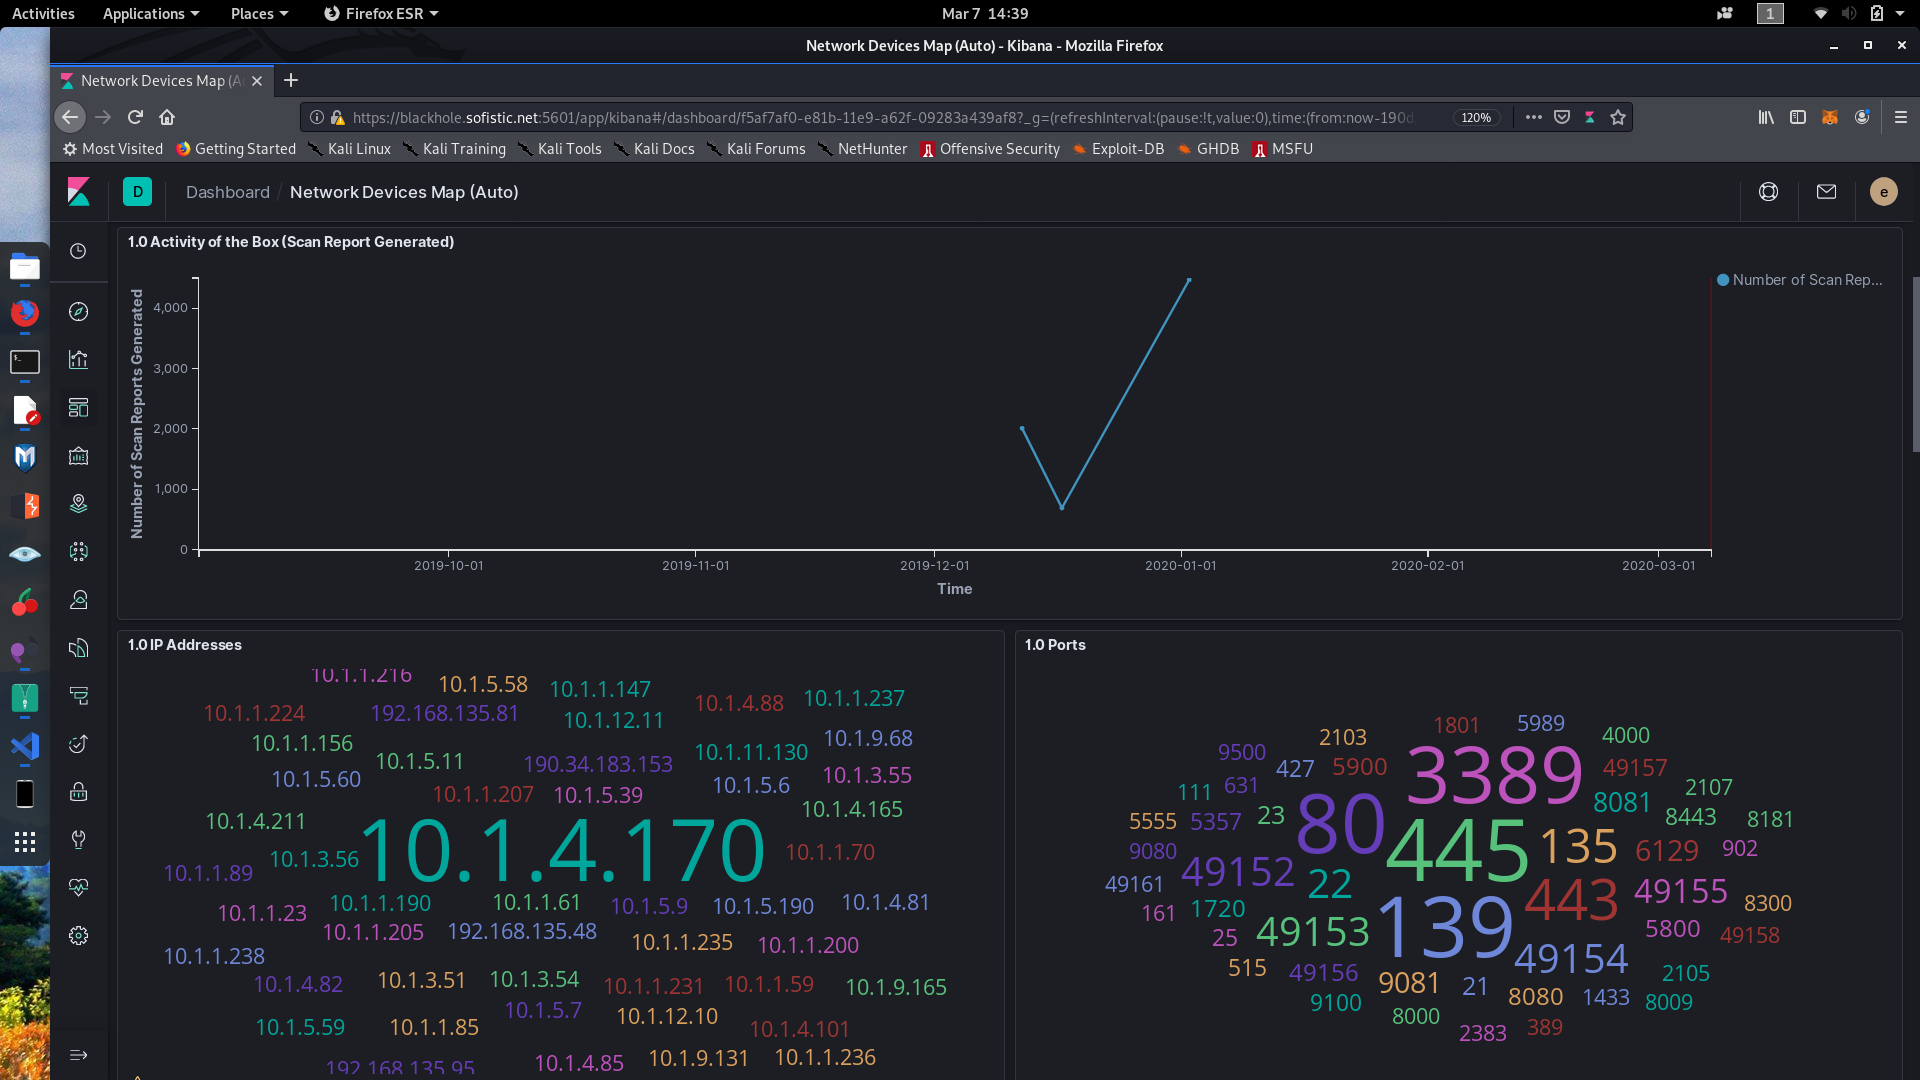 Activities Applications Places Firefox ESR Mar 7 14:39 1
Network Devices Map (Auto) - Kibana - Mozilla Firefox
Network Devices Map (A
https://blackhole.sofistic.net:5601/app/kibana#/dashboard/f5af7af0-e81b-11e9-a62f-09283a439af8?_g=(refreshInterval:(pause:!t,value:0),time:(from:now-190d 120%
Most Visited Getting Started Kali Linux Kali Training Kali Tools Kali Docs Kali Forums NetHunter Offensive Security Exploit-DB GHDB MSFU
D Dashboard / Network Devices Map (Auto) e
1.0 Activity of the Box (Scan Report Generated)
Number of Scan Reports Generated
4,000
3,000
2,000
1,000
0
2019-10-01 2019-11-01 2019-12-01 2020-01-01 2020-02-01 2020-03-01
Time
Number of Scan Rep...
1.0 IP Addresses
10.1.1.216 10.1.5.58 10.1.1.147 10.1.4.88 10.1.1.237
10.1.1.224 192.168.135.81 10.1.12.11
10.1.1.156 10.1.5.11 190.34.183.153 10.1.11.130 10.1.9.68
10.1.5.60 10.1.1.207 10.1.5.39 10.1.5.6 10.1.3.55
10.1.4.211 10.1.4.165
10.1.3.56 10.1.4.170 10.1.1.70
10.1.1.89
10.1.1.23 10.1.1.190 10.1.1.61 10.1.5.9 10.1.5.190 10.1.4.81
10.1.1.205 192.168.135.48 10.1.1.235 10.1.1.200
10.1.1.238
10.1.4.82 10.1.3.51 10.1.3.54 10.1.1.231 10.1.1.59 10.1.9.165
10.1.5.7 10.1.12.10
10.1.5.59 10.1.1.85 10.1.4.101
192.168.135.95 10.1.4.85 10.1.9.131 10.1.1.236
1.0 Ports
1801 5989
9500 2103 4000
427 5900 3389 49157
111 631 8081 2107
5555 5357 23 80 8443 8181
9080 445 135 6129 902
49161 49152 22 443 49155
161 1720 139 8300
25 49153 5800 49158
515 49156 49154 2105
9081 21 8080 1433 8009
9100 8000
2383 389